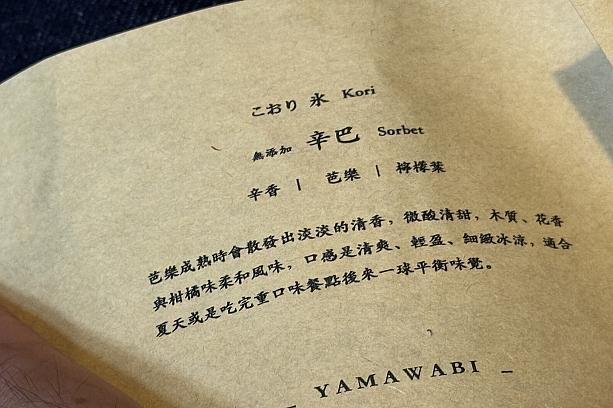 こおり 氷 Kori
無添加 辛巴 Sorbet
辛香 | 芭樂 | 檸檬葉
芭樂成熟時會散發出淡淡的清香，微酸清甜，木質、花香
與柑橘味柔和風味，口感是清爽、輕盈、細緻冰涼，適合
夏天或是吃完重口味餐點後來一球平衡味覺。
– YAMAWABI –